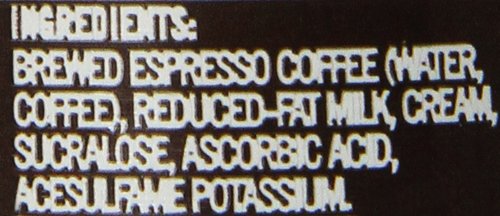 INGREDIENTS:
BREWED ESPRESSO COFFEE (WATER,
COFFEE), REDUCED-FAT MILK, CREAM,
SUCRALOSE, ASCORBIC ACID,
ACESULFAME POTASSIUM.